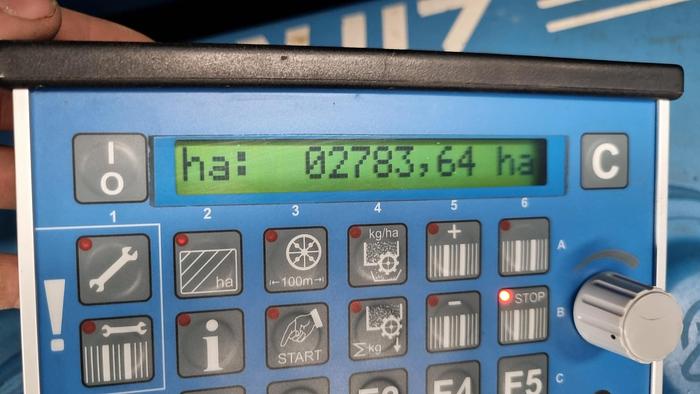 I
O
ha: 02783,64 ha
C
1 2 3 4 5 6
ha
100m
kg/ha
+
A
!
i
START
Σkg
-
STOP
B
F4
F5
C